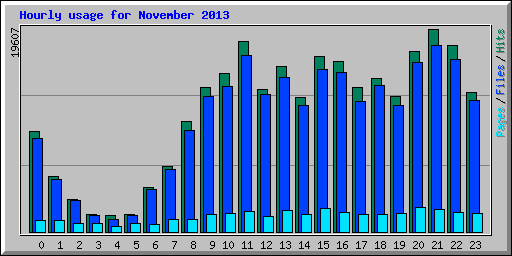 Hourly usage for November 2013
19607
Pages / Files / Hits
0 1 2 3 4 5 6 7 8 9 10 11 12 13 14 15 16 17 18 19 20 21 22 23